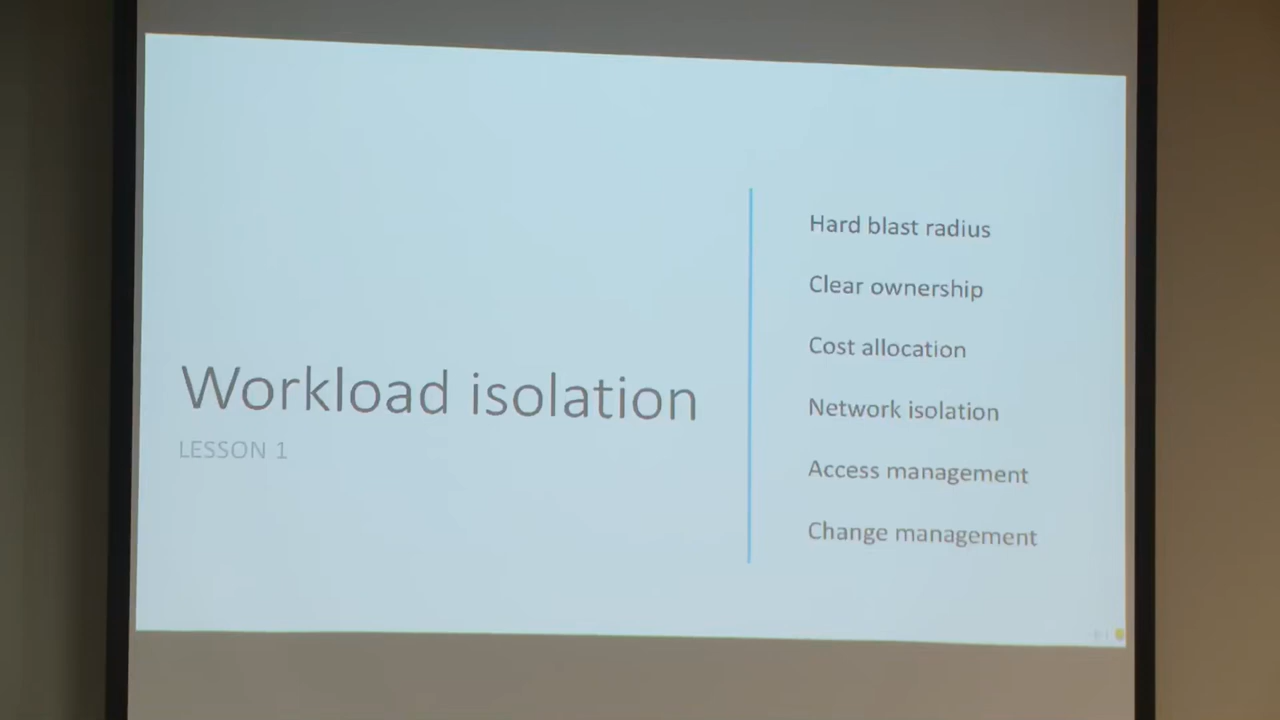 Workload isolation
LESSON 1
Hard blast radius
Clear ownership
Cost allocation
Network isolation
Access management
Change management